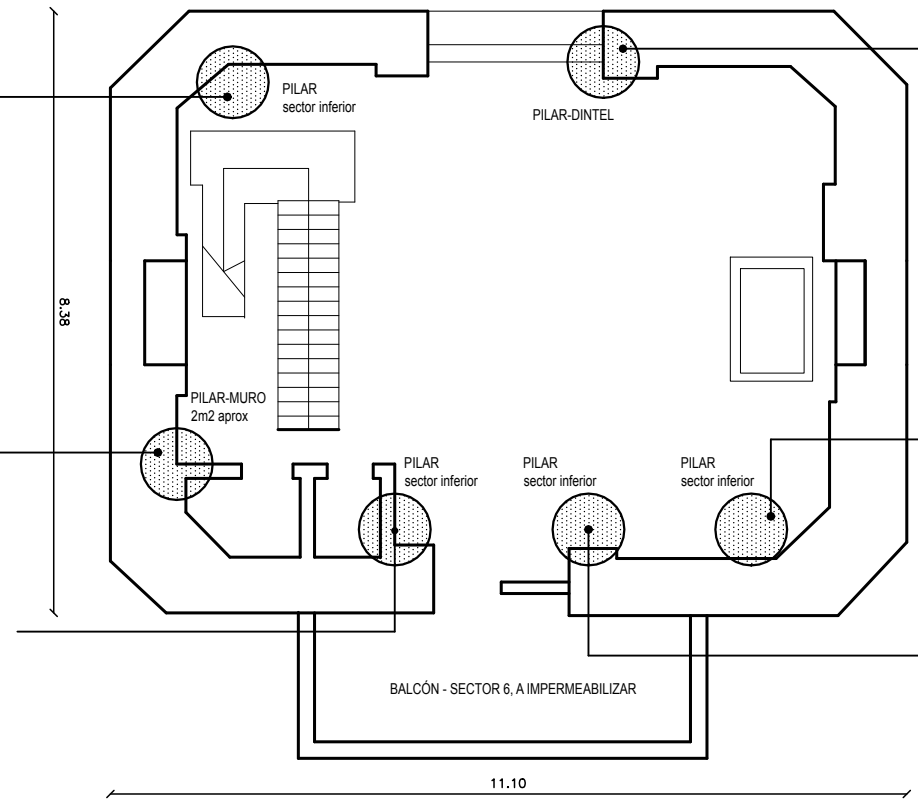 PILAR
sector inferior
PILAR-DINTEL
8.38
PILAR-MURO
2m2 aprox
PILAR
sector inferior
PILAR
sector inferior
PILAR
sector inferior
BALCÓN - SECTOR 6, A IMPERMEABILIZAR
11.10